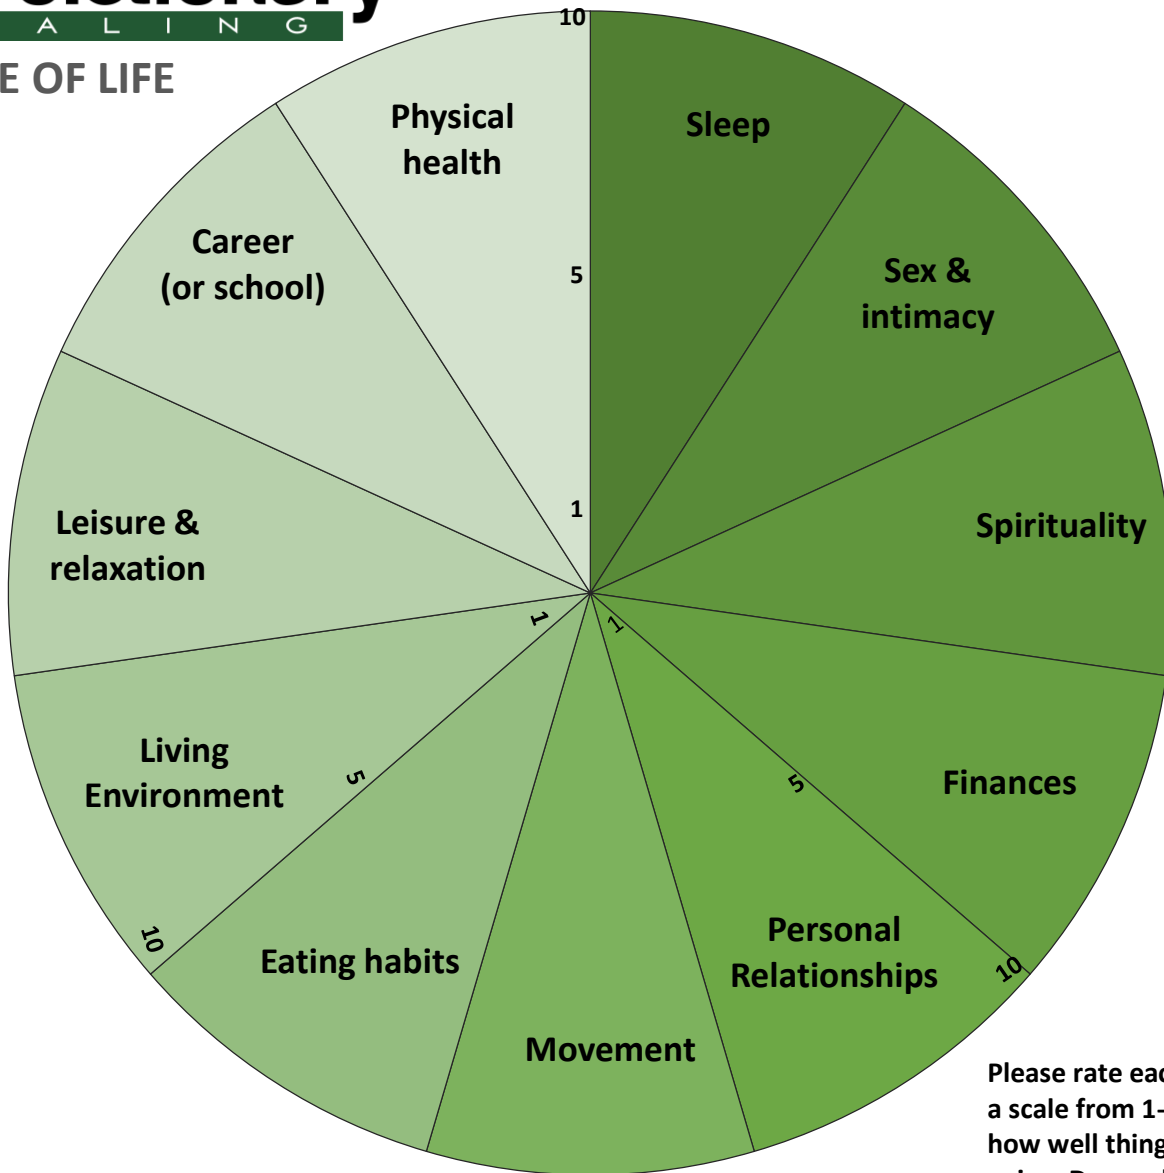 A L I N G
E OF LIFE
10
Physical
health
Sleep
Career
(or school)
Sex &
intimacy
5
Leisure &
relaxation
1
Spirituality
1
1
Living
Environment
5
5
Finances
10
Eating habits
Personal
Relationships
10
Movement
Please rate eac
a scale from 1-
how well thing